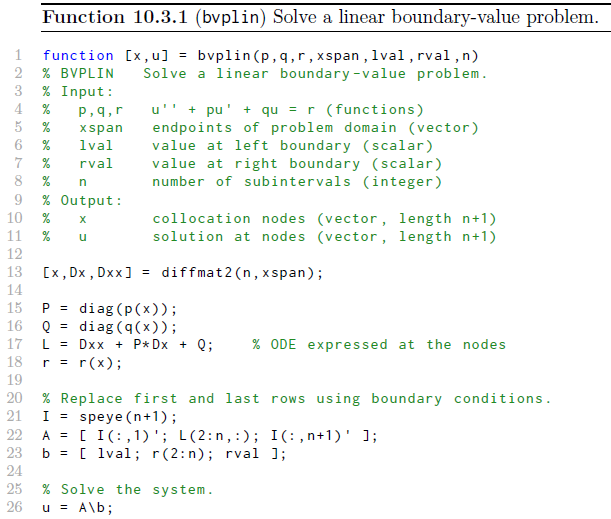 Function 10.3.1 (bvplin) Solve a linear boundary-value problem.
1 function [x,u] = bvplin(p,q,r,xspan,lval,rval,n)
2 % BVPLIN   Solve a linear boundary-value problem.
3 % Input:
4 %   p,q,r    u'' + pu' + qu = r (functions)
5 %   xspan    endpoints of problem domain (vector)
6 %   lval     value at left boundary (scalar)
7 %   rval     value at right boundary (scalar)
8 %   n        number of subintervals (integer)
9 % Output:
10 %   x        collocation nodes (vector, length n+1)
11 %   u        solution at nodes (vector, length n+1)
12
13 [x,Dx,Dxx] = diffmat2(n,xspan);
14
15 P = diag(p(x));
16 Q = diag(q(x));
17 L = Dxx + P*Dx + Q;    % ODE expressed at the nodes
18 r = r(x);
19
20 % Replace first and last rows using boundary conditions.
21 I = speye(n+1);
22 A = [ I(:,1)'; L(2:n,:); I(:,n+1)' ];
23 b = [ lval; r(2:n); rval ];
24
25 % Solve the system.
26 u = A\b;